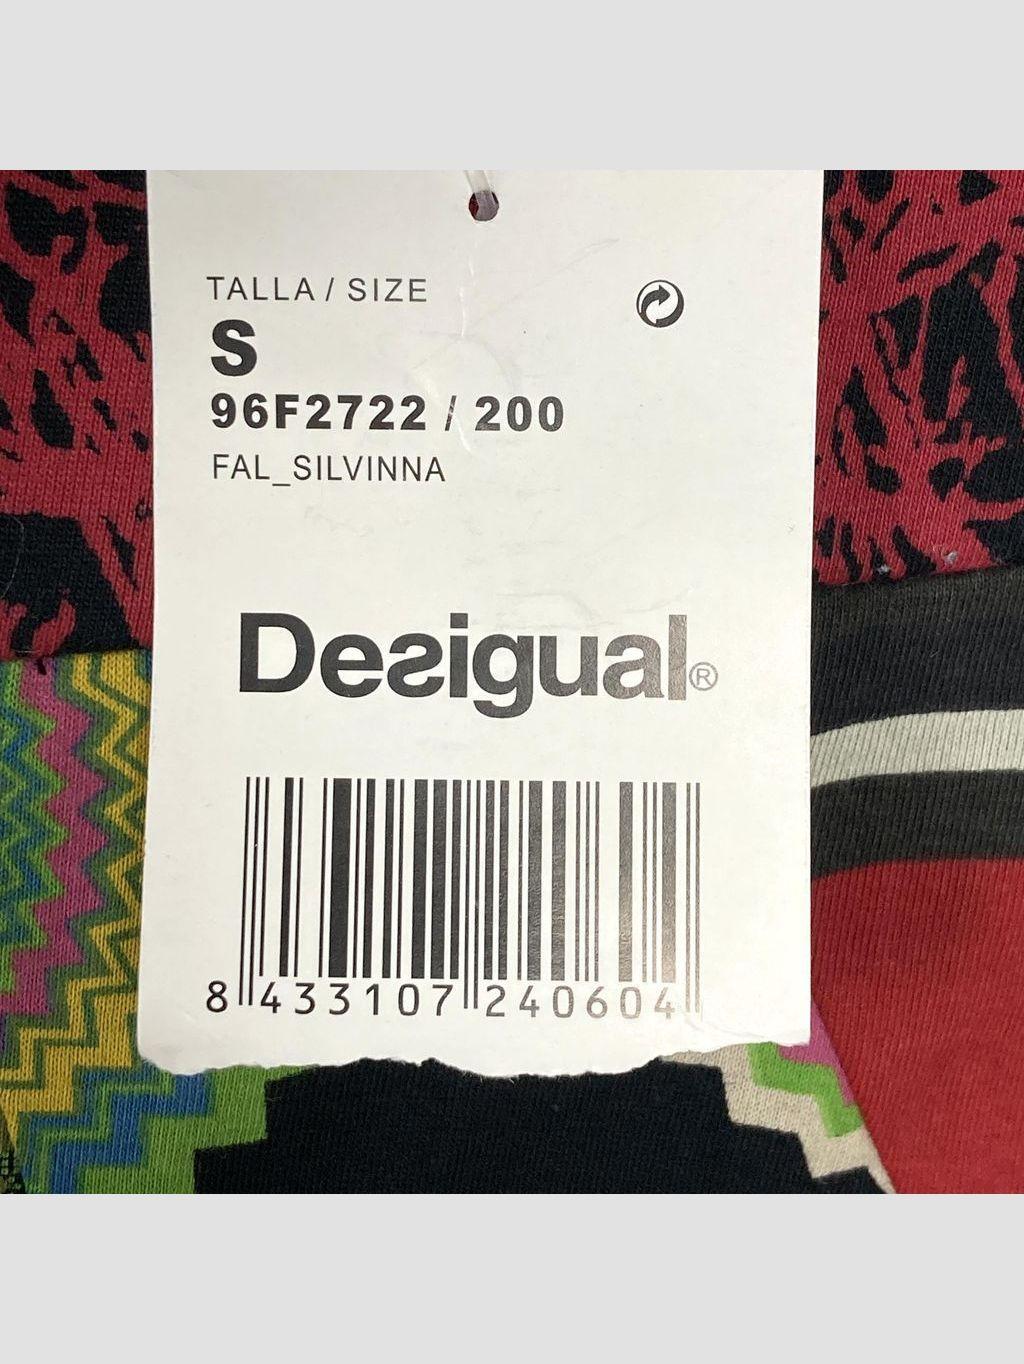 TALLA / SIZE
S
96F2722 / 200
FAL_SILVINNA
Desigual®
8 433107 240604